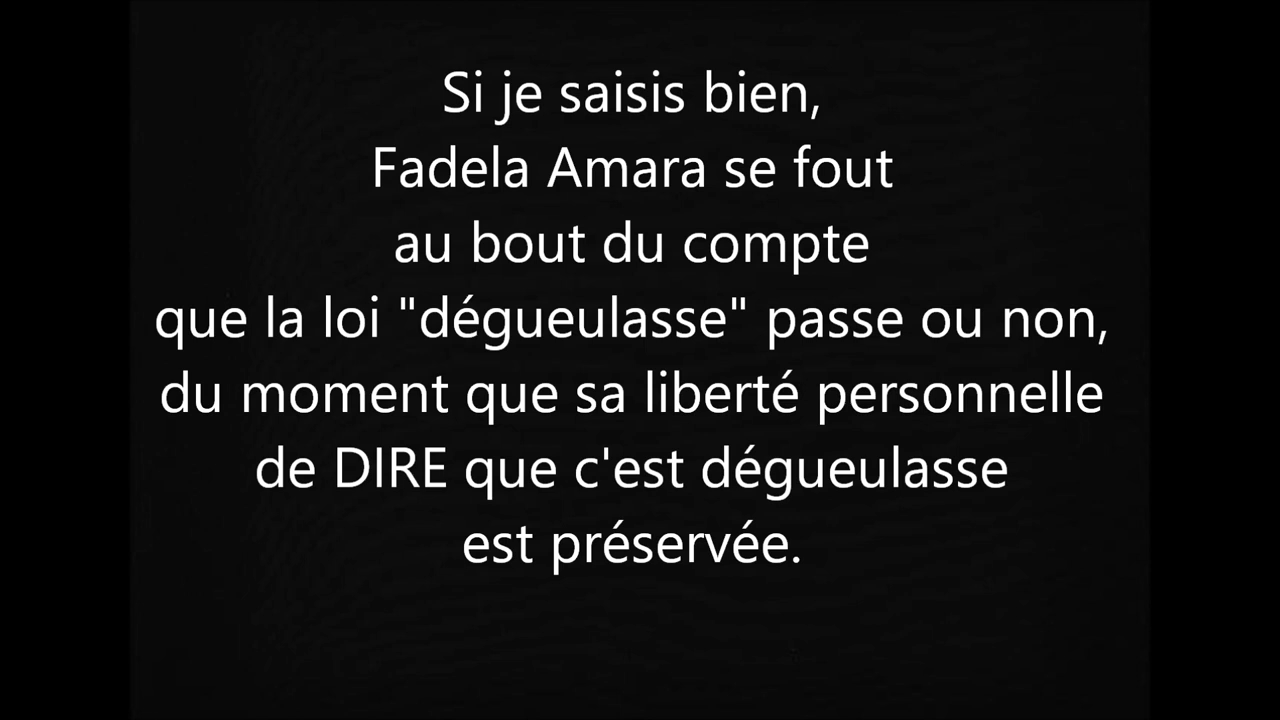 Si je saisis bien,
Fadela Amara se fout
au bout du compte
que la loi "dégueulasse" passe ou non,
du moment que sa liberté personnelle
de DIRE que c'est dégueulasse
est préservée.